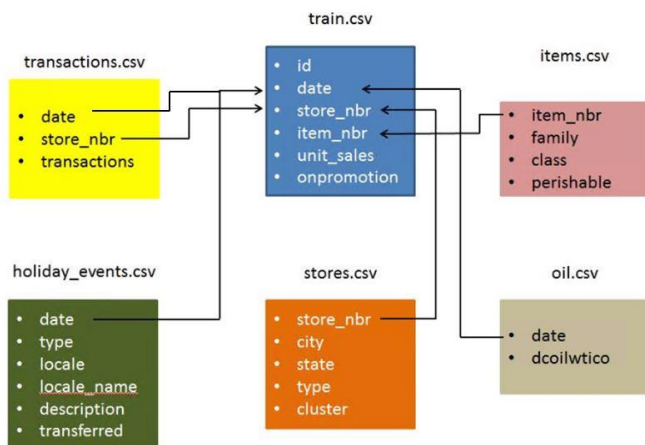 train.csv
transactions.csv
items.csv
id
date
store_nbr
item_nbr
unit_sales
onpromotion
date
store_nbr
transactions
item_nbr
family
class
perishable
holiday_events.csv
stores.csv
oil.csv
date
type
locale
locale_name
description
transferred
store_nbr
city
state
type
cluster
date
dcoilwtico